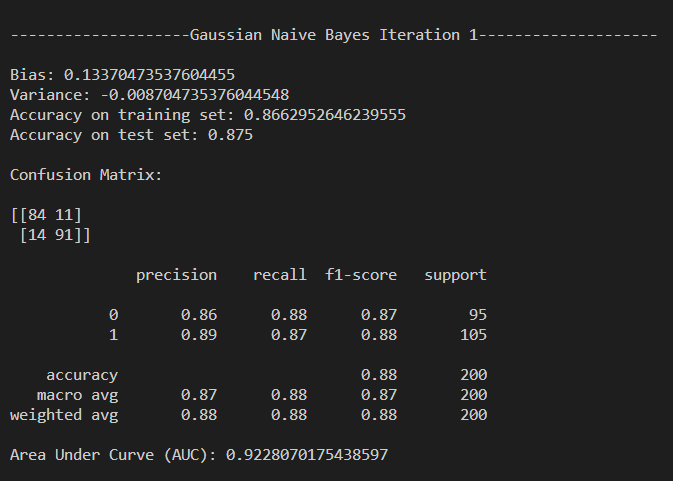 --------------------Gaussian Naive Bayes Iteration 1--------------------
Bias: 0.13370473537604455
Variance: -0.008704735376044548
Accuracy on training set: 0.8662952646239555
Accuracy on test set: 0.875
Confusion Matrix:
[[84 11]
[14 91]]
precision recall f1-score support
0 0.86 0.88 0.87 95
1 0.89 0.87 0.88 105
accuracy 0.88 200
macro avg 0.87 0.88 0.87 200
weighted avg 0.88 0.88 0.88 200
Area Under Curve (AUC): 0.9228070175438597